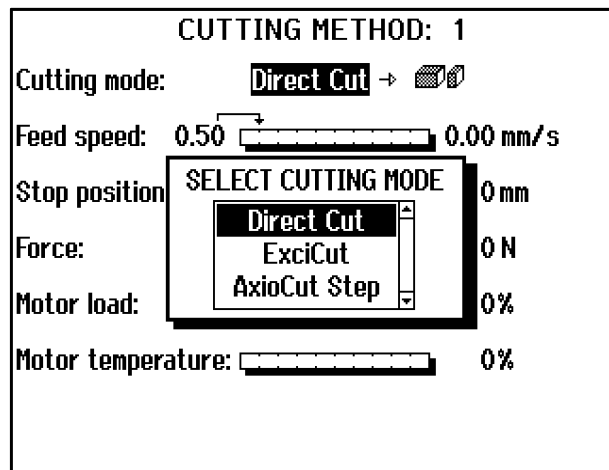 CUTTING METHOD: 1
Cutting mode: Direct Cut
Feed speed: 0.50 0.00 mm/s
Stop position 0 mm
SELECT CUTTING MODE
Direct Cut
ExciCut
AxioCut Step
Force: 0 N
Motor load: 0%
Motor temperature: 0%